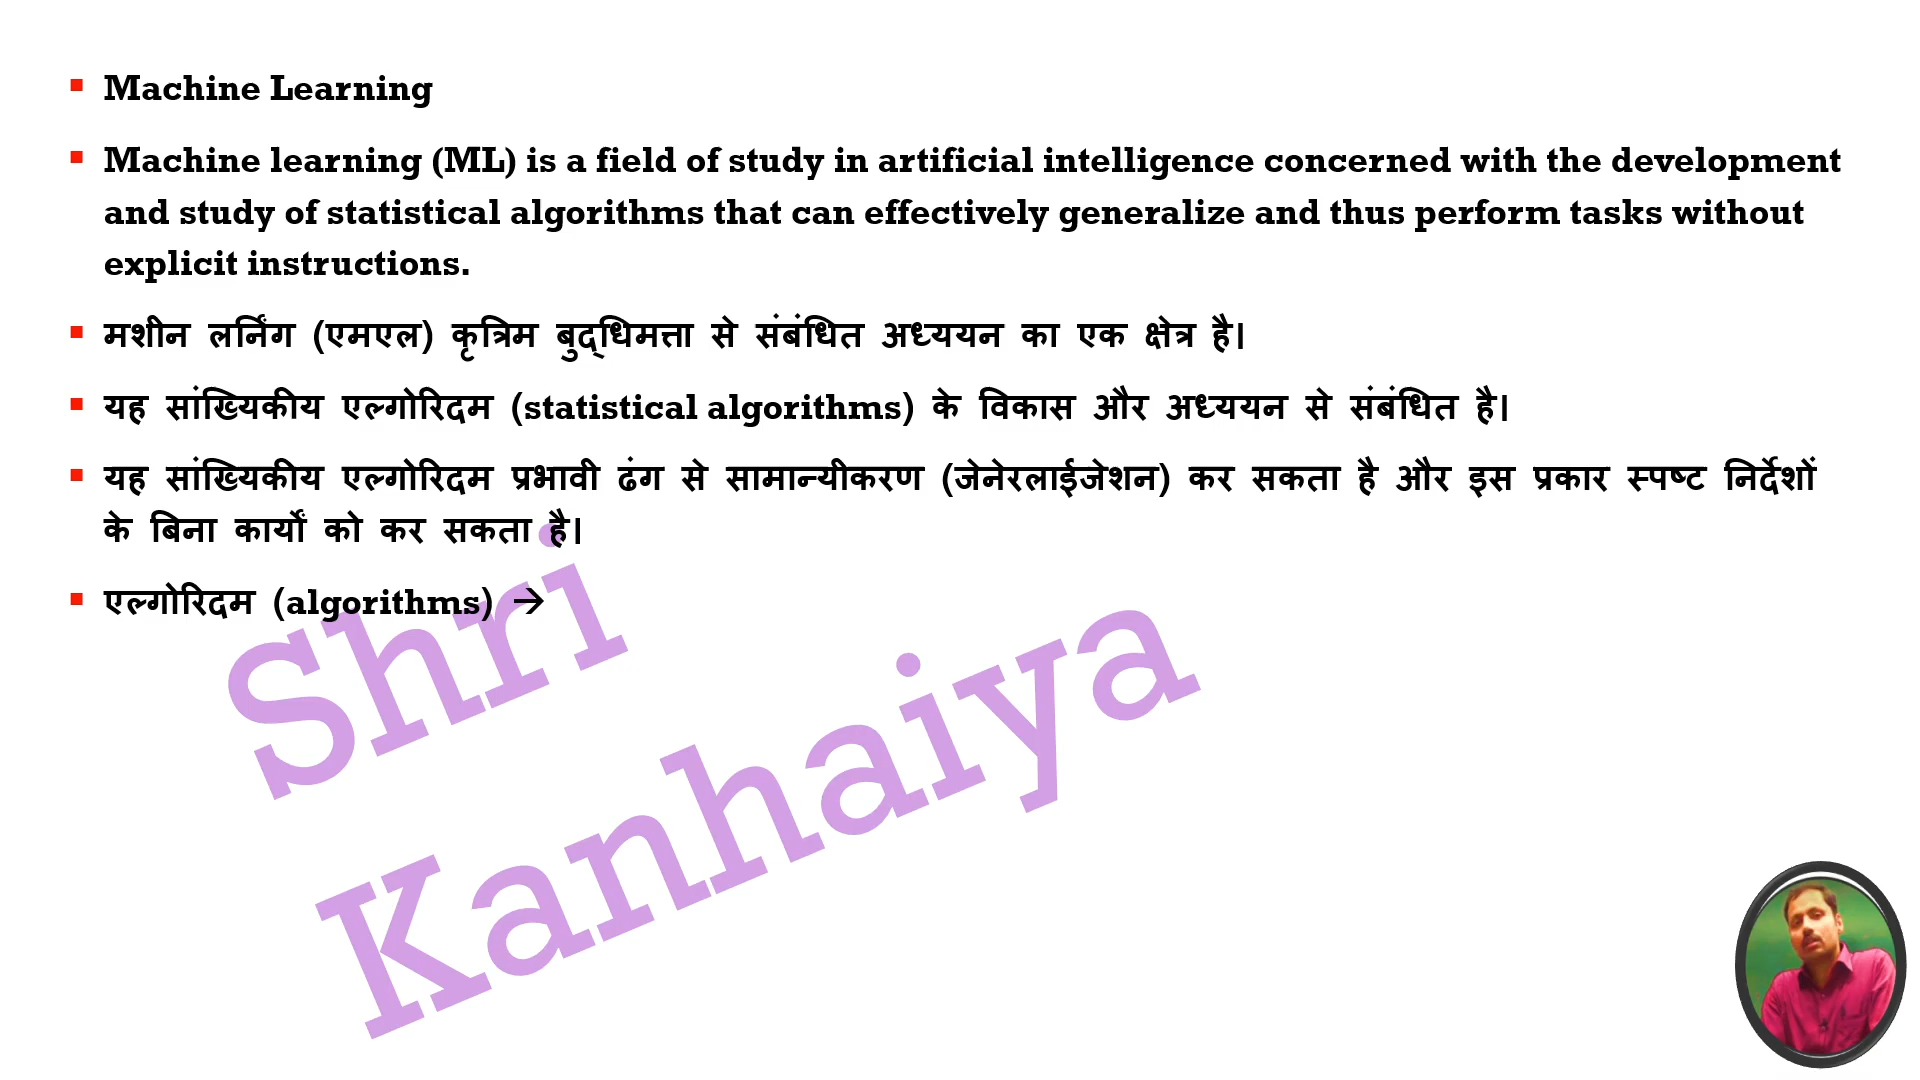 Machine Learning
Machine learning (ML) is a field of study in artificial intelligence concerned with the development
and study of statistical algorithms that can effectively generalize and thus perform tasks without
explicit instructions.
मशीन लर्निंग (एमएल) कृत्रिम बुद्धिमत्ता से संबंधित अध्ययन का एक क्षेत्र है।
यह सांख्यिकीय एल्गोरिदम (statistical algorithms) के विकास और अध्ययन से संबंधित है।
यह सांख्यिकीय एल्गोरिदम प्रभावी ढंग से सामान्यीकरण (जेनेरलाईजेशन) कर सकता है और इस प्रकार स्पष्ट निर्देशों
के बिना कार्यों को कर सकता है।
एल्गोरिदम (algorithms) →
Shri
Kanhaiya